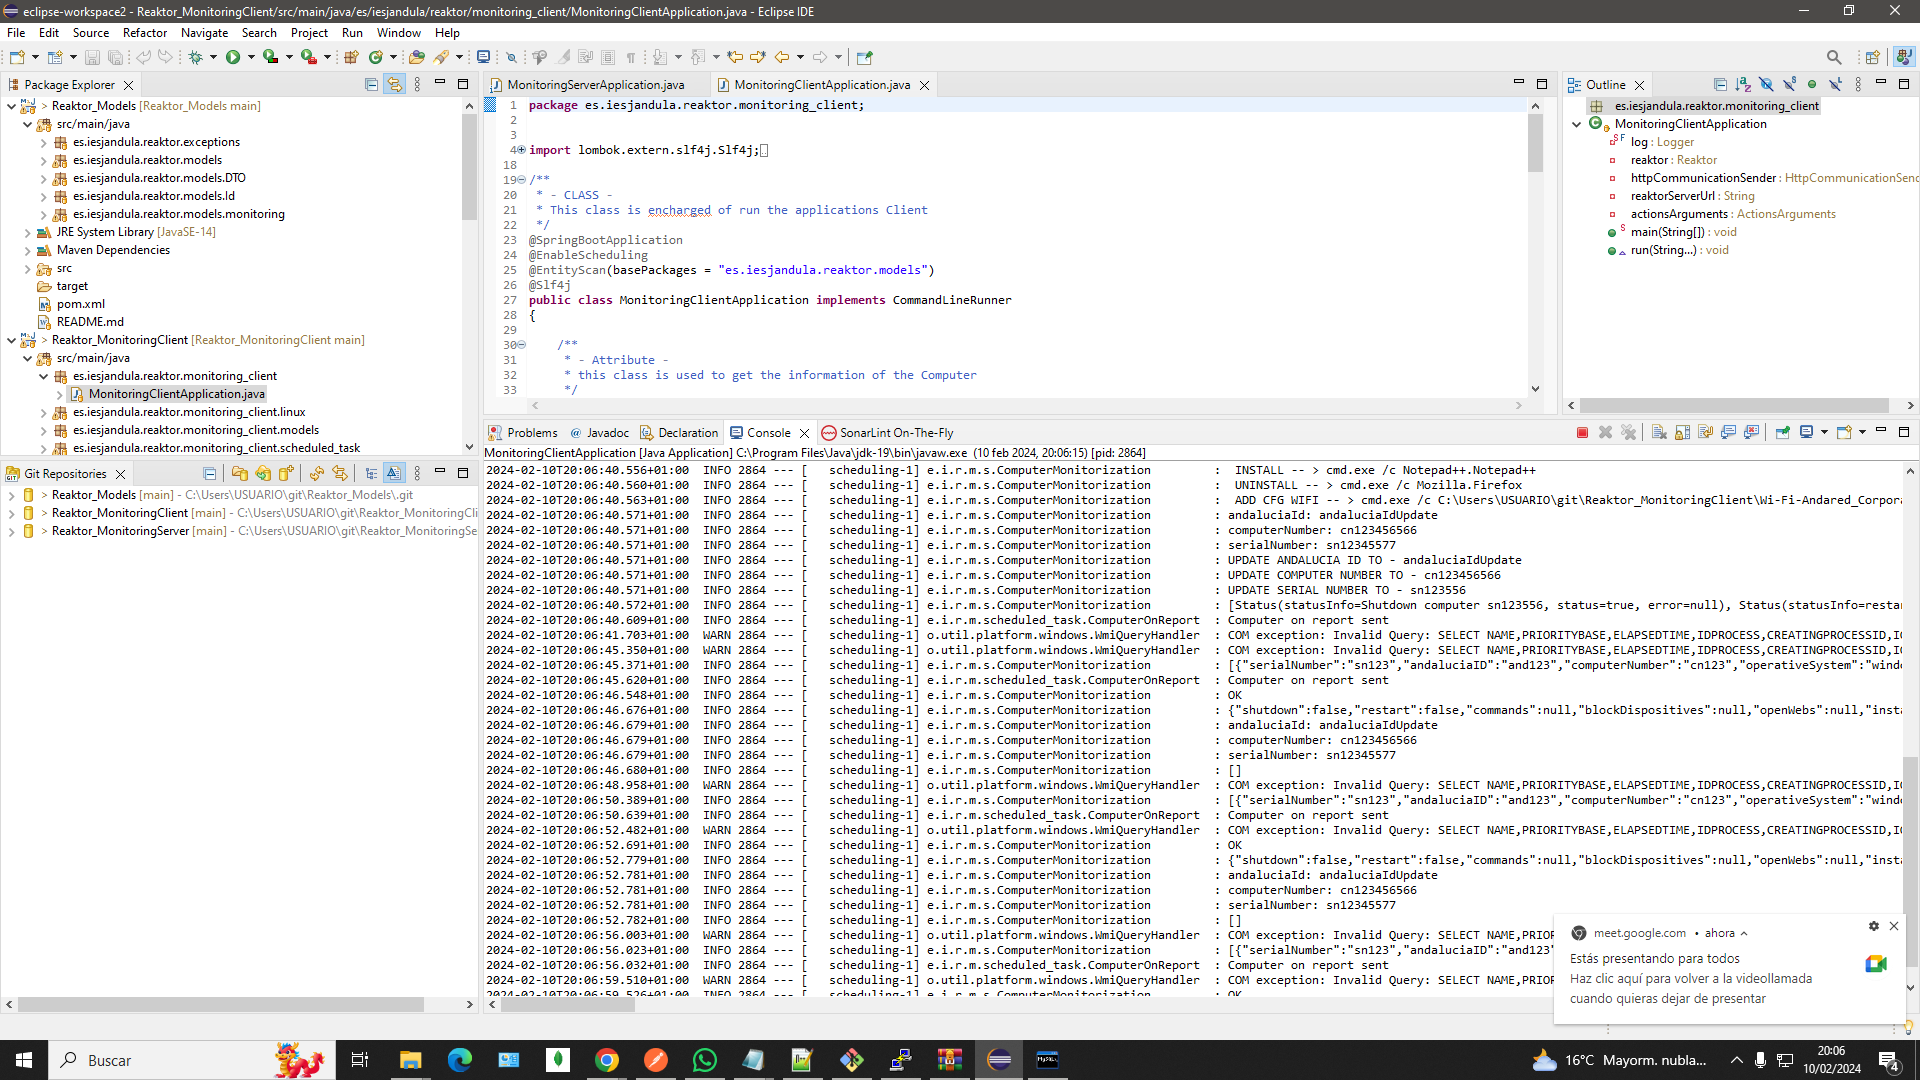 eclipse-workspace2 - Reaktor_MonitoringClient/src/main/java/es/iesjandula/reaktor/monitoring_client/MonitoringClientApplication.java - Eclipse IDE
File Edit Source Refactor Navigate Search Project Run Window Help
Package Explorer
> Reaktor_Models [Reaktor_Models main]
src/main/java
es.iesjandula.reaktor.exceptions
es.iesjandula.reaktor.models
es.iesjandula.reaktor.models.DTO
es.iesjandula.reaktor.models.Id
es.iesjandula.reaktor.models.monitoring
JRE System Library [JavaSE-14]
Maven Dependencies
src
target
pom.xml
README.md
> Reaktor_MonitoringClient [Reaktor_MonitoringClient main]
src/main/java
es.iesjandula.reaktor.monitoring_client
MonitoringClientApplication.java
es.iesjandula.reaktor.monitoring_client.linux
es.iesjandula.reaktor.monitoring_client.models
es.iesjandula.reaktor.monitoring_client.scheduled_task
Git Repositories
> Reaktor_Models [main] - C:\Users\USUARIO\git\Reaktor_Models\.git
> Reaktor_MonitoringClient [main] - C:\Users\USUARIO\git\Reaktor_MonitoringCli
> Reaktor_MonitoringServer [main] - C:\Users\USUARIO\git\Reaktor_MonitoringSe
MonitoringServerApplication.java MonitoringClientApplication.java
1 package es.iesjandula.reaktor.monitoring_client;
2
3
4 import lombok.extern.slf4j.Slf4j;
18
19 /**
20 * - CLASS -
21 * This class is encharged of run the applications Client
22 */
23 @SpringBootApplication
24 @EnableScheduling
25 @EntityScan(basePackages = "es.iesjandula.reaktor.models")
26 @Slf4j
27 public class MonitoringClientApplication implements CommandLineRunner
28 {
29
30 /**
31 * - Attribute -
32 * this class is used to get the information of the Computer
33 */
Outline
es.iesjandula.reaktor.monitoring_client
MonitoringClientApplication
log : Logger
reaktor : Reaktor
httpCommunicationSender : HttpCommunicationSenc
reaktorServerUrl : String
actionsArguments : ActionsArguments
main(String[]) : void
run(String...) : void
Problems @ Javadoc Declaration Console SonarLint On-The-Fly
MonitoringClientApplication [Java Application] C:\Program Files\Java\jdk-19\bin\javaw.exe (10 feb 2024, 20:06:15) [pid: 2864]
2024-02-10T20:06:40.556+01:00 INFO 2864 --- [ scheduling-1] e.i.r.m.s.ComputerMonitorization : INSTALL -- > cmd.exe /c Notepad++.Notepad++
2024-02-10T20:06:40.560+01:00 INFO 2864 --- [ scheduling-1] e.i.r.m.s.ComputerMonitorization : UNINSTALL -- > cmd.exe /c Mozilla.Firefox
2024-02-10T20:06:40.563+01:00 INFO 2864 --- [ scheduling-1] e.i.r.m.s.ComputerMonitorization : ADD CFG WIFI -- > cmd.exe /c C:\Users\USUARIO\git\Reaktor_MonitoringClient\Wi-Fi-Andared_Corpora
2024-02-10T20:06:40.571+01:00 INFO 2864 --- [ scheduling-1] e.i.r.m.s.ComputerMonitorization : andaluciaId: andaluciaIdUpdate
2024-02-10T20:06:40.571+01:00 INFO 2864 --- [ scheduling-1] e.i.r.m.s.ComputerMonitorization : computerNumber: cn123456566
2024-02-10T20:06:40.571+01:00 INFO 2864 --- [ scheduling-1] e.i.r.m.s.ComputerMonitorization : serialNumber: sn12345577
2024-02-10T20:06:40.571+01:00 INFO 2864 --- [ scheduling-1] e.i.r.m.s.ComputerMonitorization : UPDATE ANDALUCIA ID TO - andaluciaIdUpdate
2024-02-10T20:06:40.571+01:00 INFO 2864 --- [ scheduling-1] e.i.r.m.s.ComputerMonitorization : UPDATE COMPUTER NUMBER TO - cn123456566
2024-02-10T20:06:40.571+01:00 INFO 2864 --- [ scheduling-1] e.i.r.m.s.ComputerMonitorization : UPDATE SERIAL NUMBER TO - sn123556
2024-02-10T20:06:40.572+01:00 INFO 2864 --- [ scheduling-1] e.i.r.m.s.ComputerMonitorization : [Status(statusInfo=Shutdown computer sn123556, status=true, error=null), Status(statusInfo=resta
2024-02-10T20:06:40.609+01:00 INFO 2864 --- [ scheduling-1] e.i.r.m.scheduled_task.ComputerOnReport : Computer on report sent
2024-02-10T20:06:41.703+01:00 WARN 2864 --- [ scheduling-1] o.util.platform.windows.WmiQueryHandler : COM exception: Invalid Query: SELECT NAME,PRIORITYBASE,ELAPSEDTIME,IDPROCESS,CREATINGPROCESSID,I
2024-02-10T20:06:45.350+01:00 WARN 2864 --- [ scheduling-1] o.util.platform.windows.WmiQueryHandler : COM exception: Invalid Query: SELECT NAME,PRIORITYBASE,ELAPSEDTIME,IDPROCESS,CREATINGPROCESSID,I
2024-02-10T20:06:45.371+01:00 INFO 2864 --- [ scheduling-1] e.i.r.m.s.ComputerMonitorization : [{"serialNumber":"sn123","andaluciaID":"and123","computerNumber":"cn123","operativeSystem":"wind
2024-02-10T20:06:45.620+01:00 INFO 2864 --- [ scheduling-1] e.i.r.m.scheduled_task.ComputerOnReport : Computer on report sent
2024-02-10T20:06:46.548+01:00 INFO 2864 --- [ scheduling-1] e.i.r.m.s.ComputerMonitorization : OK
2024-02-10T20:06:46.676+01:00 INFO 2864 --- [ scheduling-1] e.i.r.m.s.ComputerMonitorization : {"shutdown":false,"restart":false,"commands":null,"blockDispositives":null,"openWebs":null,"insta
2024-02-10T20:06:46.679+01:00 INFO 2864 --- [ scheduling-1] e.i.r.m.s.ComputerMonitorization : andaluciaId: andaluciaIdUpdate
2024-02-10T20:06:46.679+01:00 INFO 2864 --- [ scheduling-1] e.i.r.m.s.ComputerMonitorization : computerNumber: cn123456566
2024-02-10T20:06:46.679+01:00 INFO 2864 --- [ scheduling-1] e.i.r.m.s.ComputerMonitorization : serialNumber: sn12345577
2024-02-10T20:06:46.680+01:00 INFO 2864 --- [ scheduling-1] e.i.r.m.s.ComputerMonitorization : []
2024-02-10T20:06:48.958+01:00 WARN 2864 --- [ scheduling-1] o.util.platform.windows.WmiQueryHandler : COM exception: Invalid Query: SELECT NAME,PRIORITYBASE,ELAPSEDTIME,IDPROCESS,CREATINGPROCESSID,I
2024-02-10T20:06:50.389+01:00 INFO 2864 --- [ scheduling-1] e.i.r.m.s.ComputerMonitorization : [{"serialNumber":"sn123","andaluciaID":"and123","computerNumber":"cn123","operativeSystem":"wind
2024-02-10T20:06:50.639+01:00 INFO 2864 --- [ scheduling-1] e.i.r.m.scheduled_task.ComputerOnReport : Computer on report sent
2024-02-10T20:06:52.482+01:00 WARN 2864 --- [ scheduling-1] o.util.platform.windows.WmiQueryHandler : COM exception: Invalid Query: SELECT NAME,PRIORITYBASE,ELAPSEDTIME,IDPROCESS,CREATINGPROCESSID,I
2024-02-10T20:06:52.691+01:00 INFO 2864 --- [ scheduling-1] e.i.r.m.s.ComputerMonitorization : OK
2024-02-10T20:06:52.779+01:00 INFO 2864 --- [ scheduling-1] e.i.r.m.s.ComputerMonitorization : {"shutdown":false,"restart":false,"commands":null,"blockDispositives":null,"openWebs":null,"insta
2024-02-10T20:06:52.781+01:00 INFO 2864 --- [ scheduling-1] e.i.r.m.s.ComputerMonitorization : andaluciaId: andaluciaIdUpdate
2024-02-10T20:06:52.781+01:00 INFO 2864 --- [ scheduling-1] e.i.r.m.s.ComputerMonitorization : computerNumber: cn123456566
2024-02-10T20:06:52.781+01:00 INFO 2864 --- [ scheduling-1] e.i.r.m.s.ComputerMonitorization : serialNumber: sn12345577
2024-02-10T20:06:52.782+01:00 INFO 2864 --- [ scheduling-1] e.i.r.m.s.ComputerMonitorization : []
2024-02-10T20:06:56.003+01:00 WARN 2864 --- [ scheduling-1] o.util.platform.windows.WmiQueryHandler : COM exception: Invalid Query: SELECT NAME,PRIO
2024-02-10T20:06:56.023+01:00 INFO 2864 --- [ scheduling-1] e.i.r.m.s.ComputerMonitorization : [{"serialNumber":"sn123","andaluciaID":"and123"
2024-02-10T20:06:56.032+01:00 INFO 2864 --- [ scheduling-1] e.i.r.m.scheduled_task.ComputerOnReport : Computer on report sent
2024-02-10T20:06:59.510+01:00 WARN 2864 --- [ scheduling-1] o.util.platform.windows.WmiQueryHandler : COM exception: Invalid Query: SELECT NAME,PRIO
2024-02-10T20:06:59.526+01:00 INFO 2864 --- [ scheduling-1] e.i.r.m.s.ComputerMonitorization : OK
meet.google.com • ahora
Estás presentando para todos
Haz clic aquí para volver a la videollamada
cuando quieras dejar de presentar
Buscar
16°C Mayorm. nubla...
20:06
10/02/2024
4